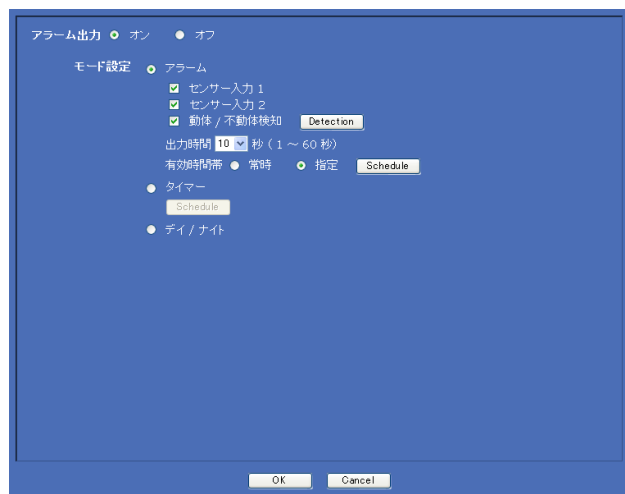 アラーム出力 オン オフ
モード設定 アラーム
センサー入力 1
センサー入力 2
動体 / 不動体検知 Detection
出力時間 10 秒 ( 1 ~ 60 秒)
有効時間帯 常時 指定 Schedule
タイマー
Schedule
デイ / ナイト
OK Cancel